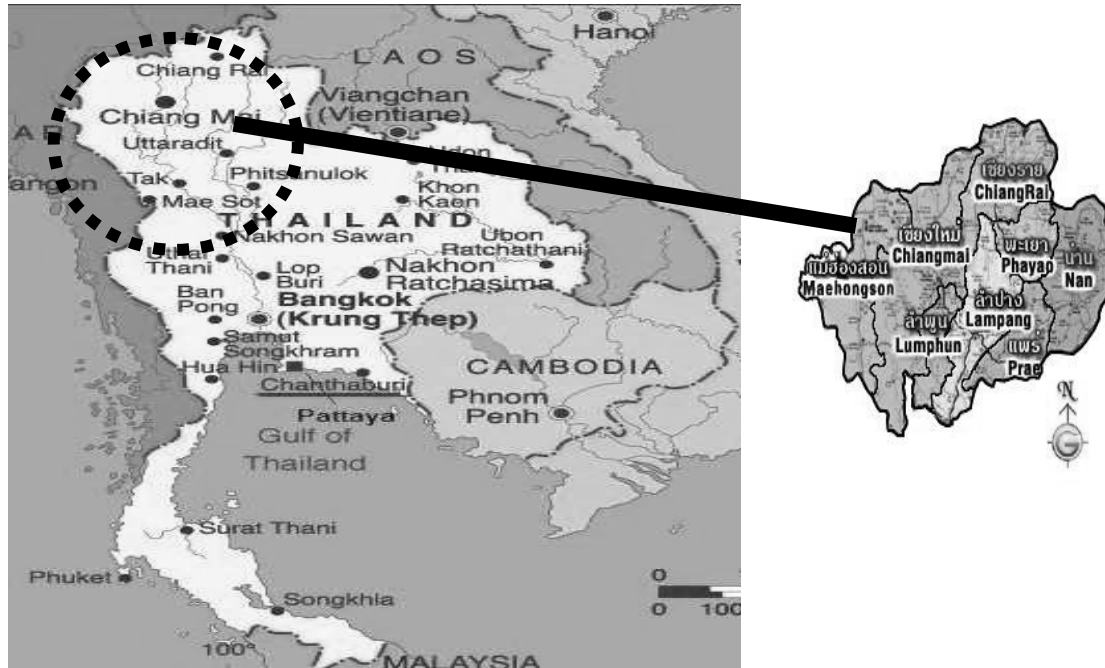 Hanoi
LAOS
Chiang Rai
Viangchan
(Vientiane)
Chiang Mai
Uttaradit
Tak
Phitsanulok
Mae Sot
Khon
Kaen
THAILAND
Nakhon Sawan
Ubon
Ratchathani
Uthai
Thani
Lop
Buri
Nakhon
Ratchasima
Ban
Pong
Bangkok
(Krung Thep)
Samut
Songkhram
Hua Hin
Chanthaburi
CAMBODIA
Pattaya
Phnom
Penh
Gulf of
Thailand
Surat Thani
Phuket
Songkhla
0
0 100
100°
MALAYSIA
เชียงราย
ChiangRai
เชียงใหม่
Chiangmai
พะเยา
Phayap
น่าน
Nan
แม่ฮ่องสอน
Maehongson
ลำปาง
Lampang
ลำพูน
Lumphun
แพร่
Prae
N
G